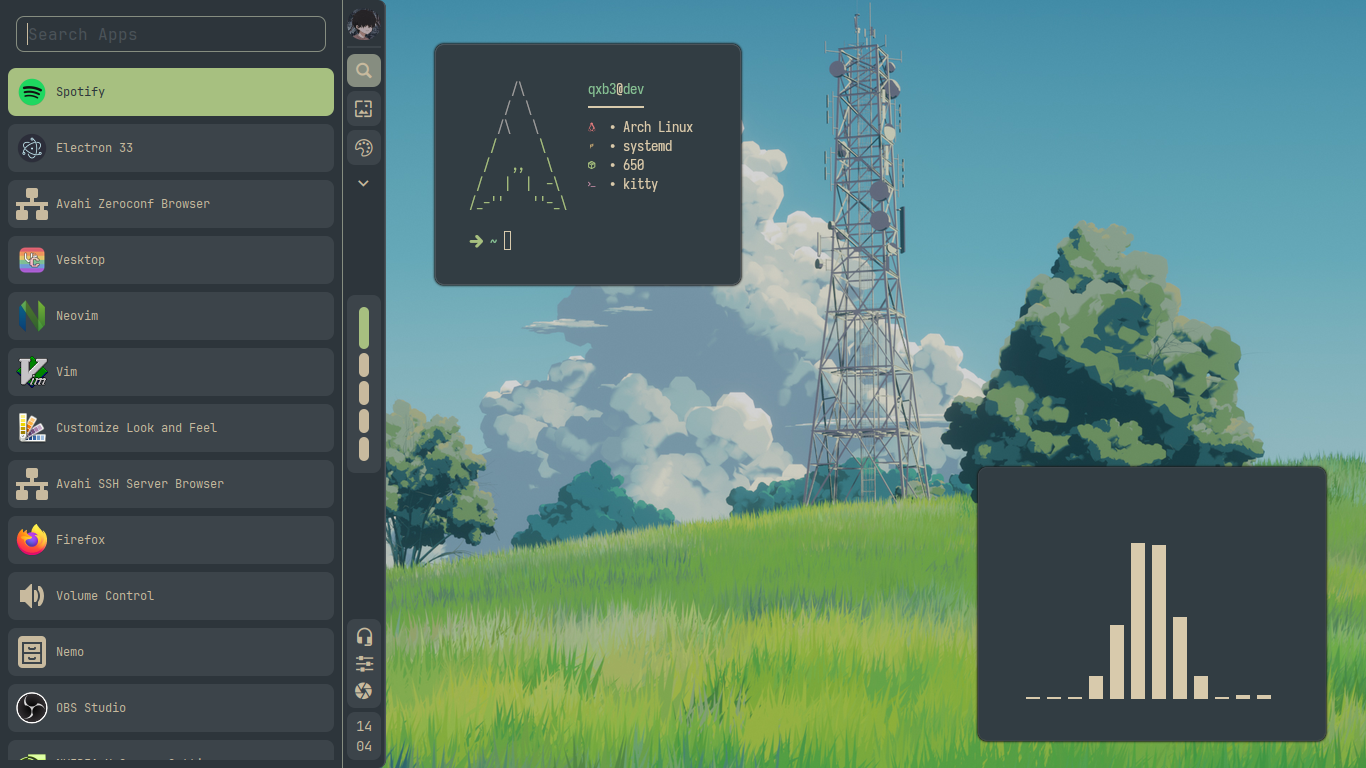 Search Apps
Spotify
Electron 33
Avahi Zeroconf Browser
Vesktop
Neovim
Vim
Customize Look and Feel
Avahi SSH Server Browser
Firefox
Volume Control
Nemo
OBS Studio
14
04
qxb3@dev
• Arch Linux
• systemd
• 650
• kitty
~